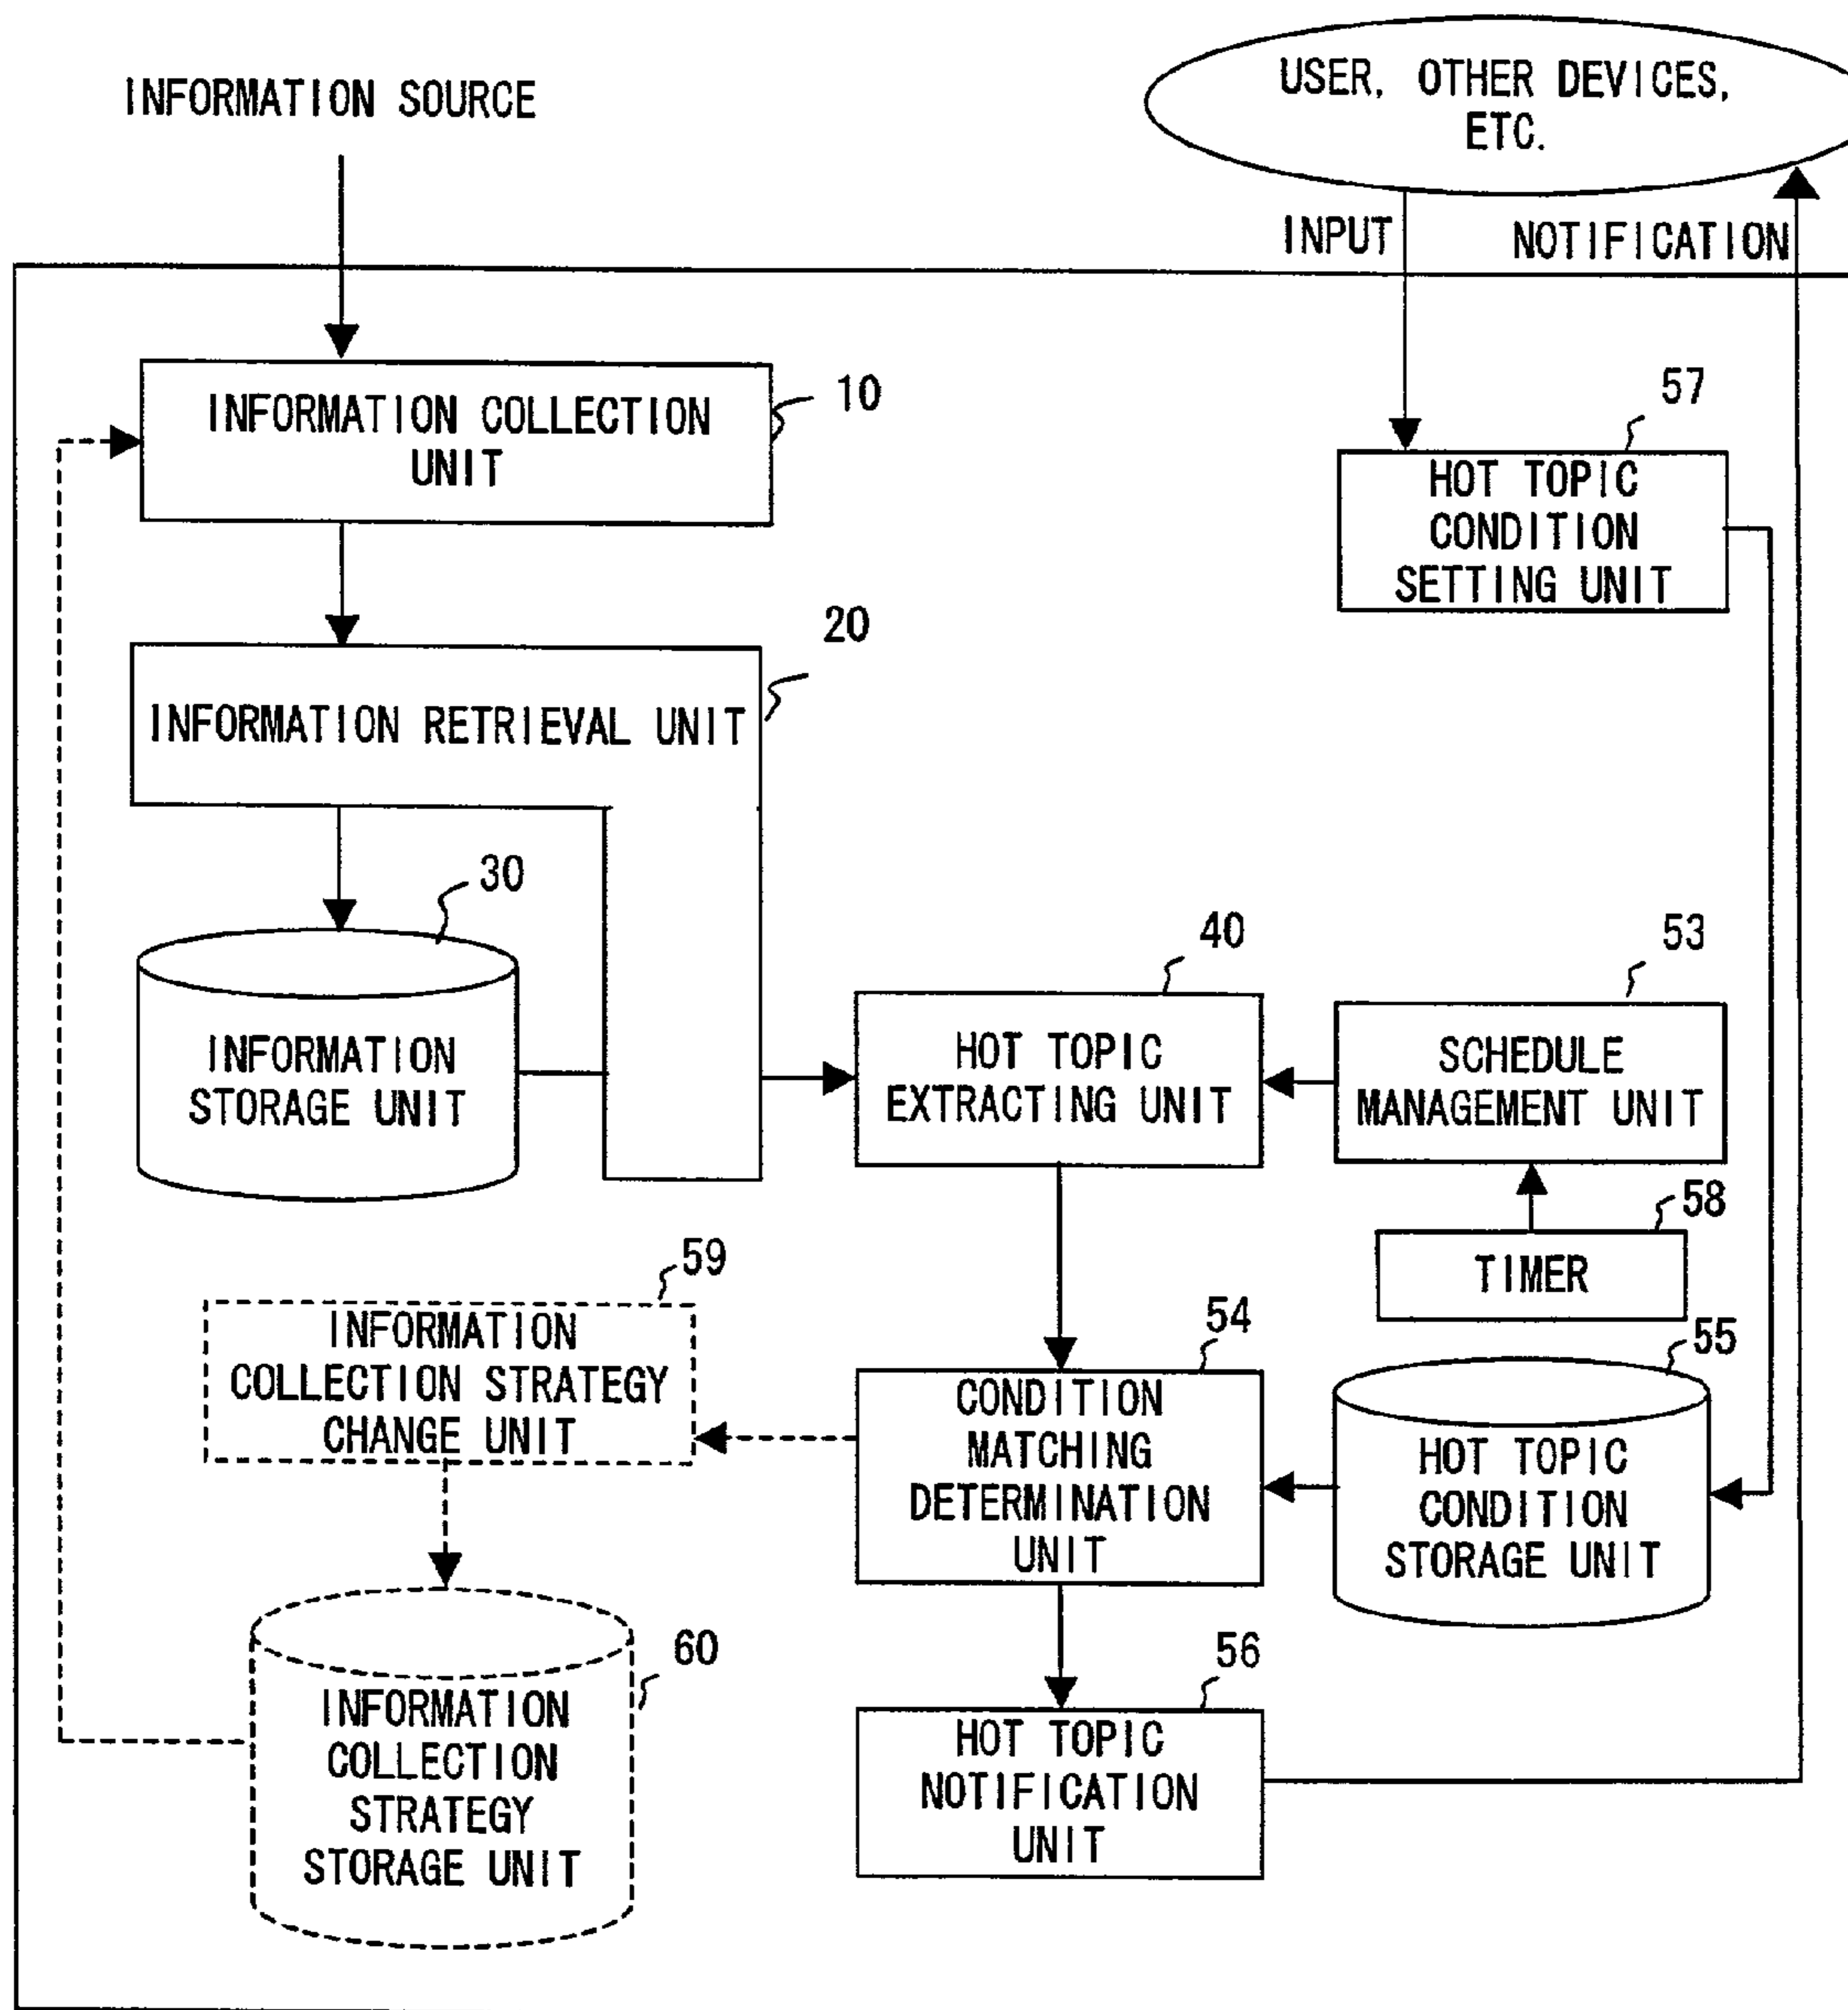 INFORMATION SOURCE
USER, OTHER DEVICES,
ETC.
INPUT
NOTIFICATION
INFORMATION COLLECTION
UNIT
10
57
HOT TOPIC
CONDITION
SETTING UNIT
20
INFORMATION RETRIEVAL UNIT
30
INFORMATION
STORAGE UNIT
40
HOT TOPIC
EXTRACTING UNIT
53
SCHEDULE
MANAGEMENT UNIT
58
TIMER
59
INFORMATION
COLLECTION STRATEGY
CHANGE UNIT
54
CONDITION
MATCHING
DETERMINATION
UNIT
55
HOT TOPIC
CONDITION
STORAGE UNIT
60
INFORMATION
COLLECTION
STRATEGY
STORAGE UNIT
56
HOT TOPIC
NOTIFICATION
UNIT